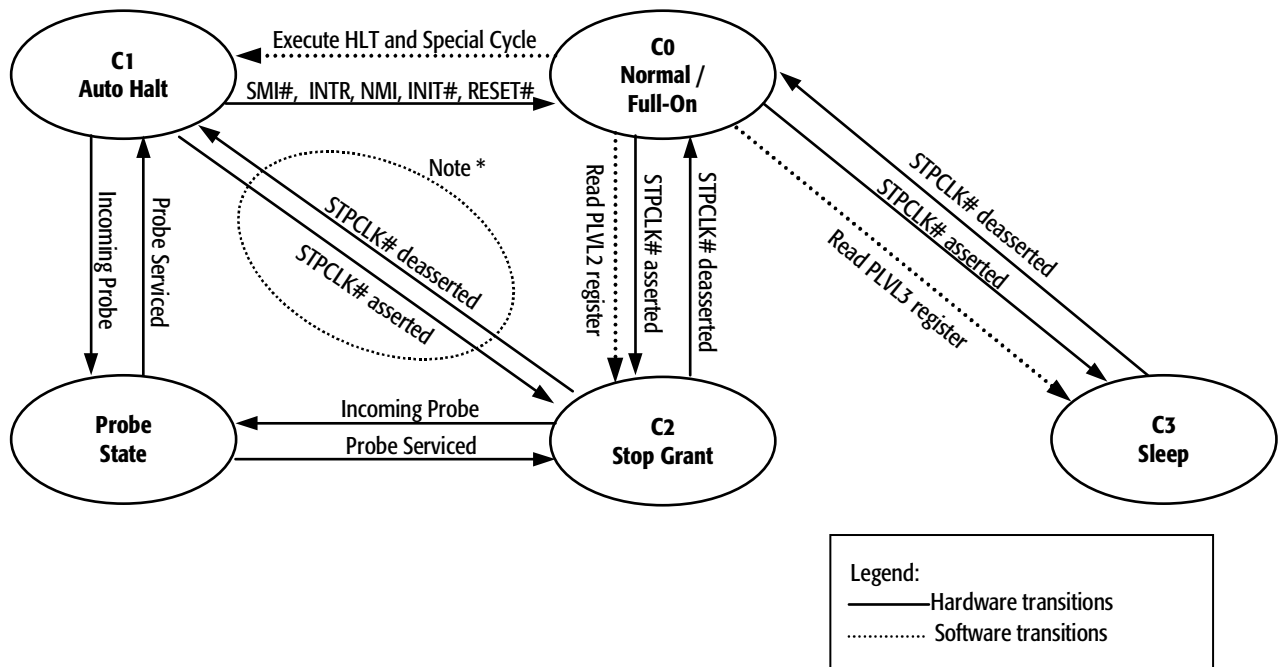 C1
Auto Halt
Execute HLT and Special Cycle
SMI#, INTR, NMI, INIT#, RESET#
C0
Normal /
Full-On
Note *
STPCLK# deasserted
STPCLK# asserted
Incoming Probe
Probe Serviced
Read PLVL2 register
STPCLK# asserted
STPCLK# deasserted
STPCLK# deasserted
STPCLK# asserted
Read PLVL3 register
Probe
State
Incoming Probe
Probe Serviced
C2
Stop Grant
C3
Sleep
Legend:
Hardware transitions
Software transitions